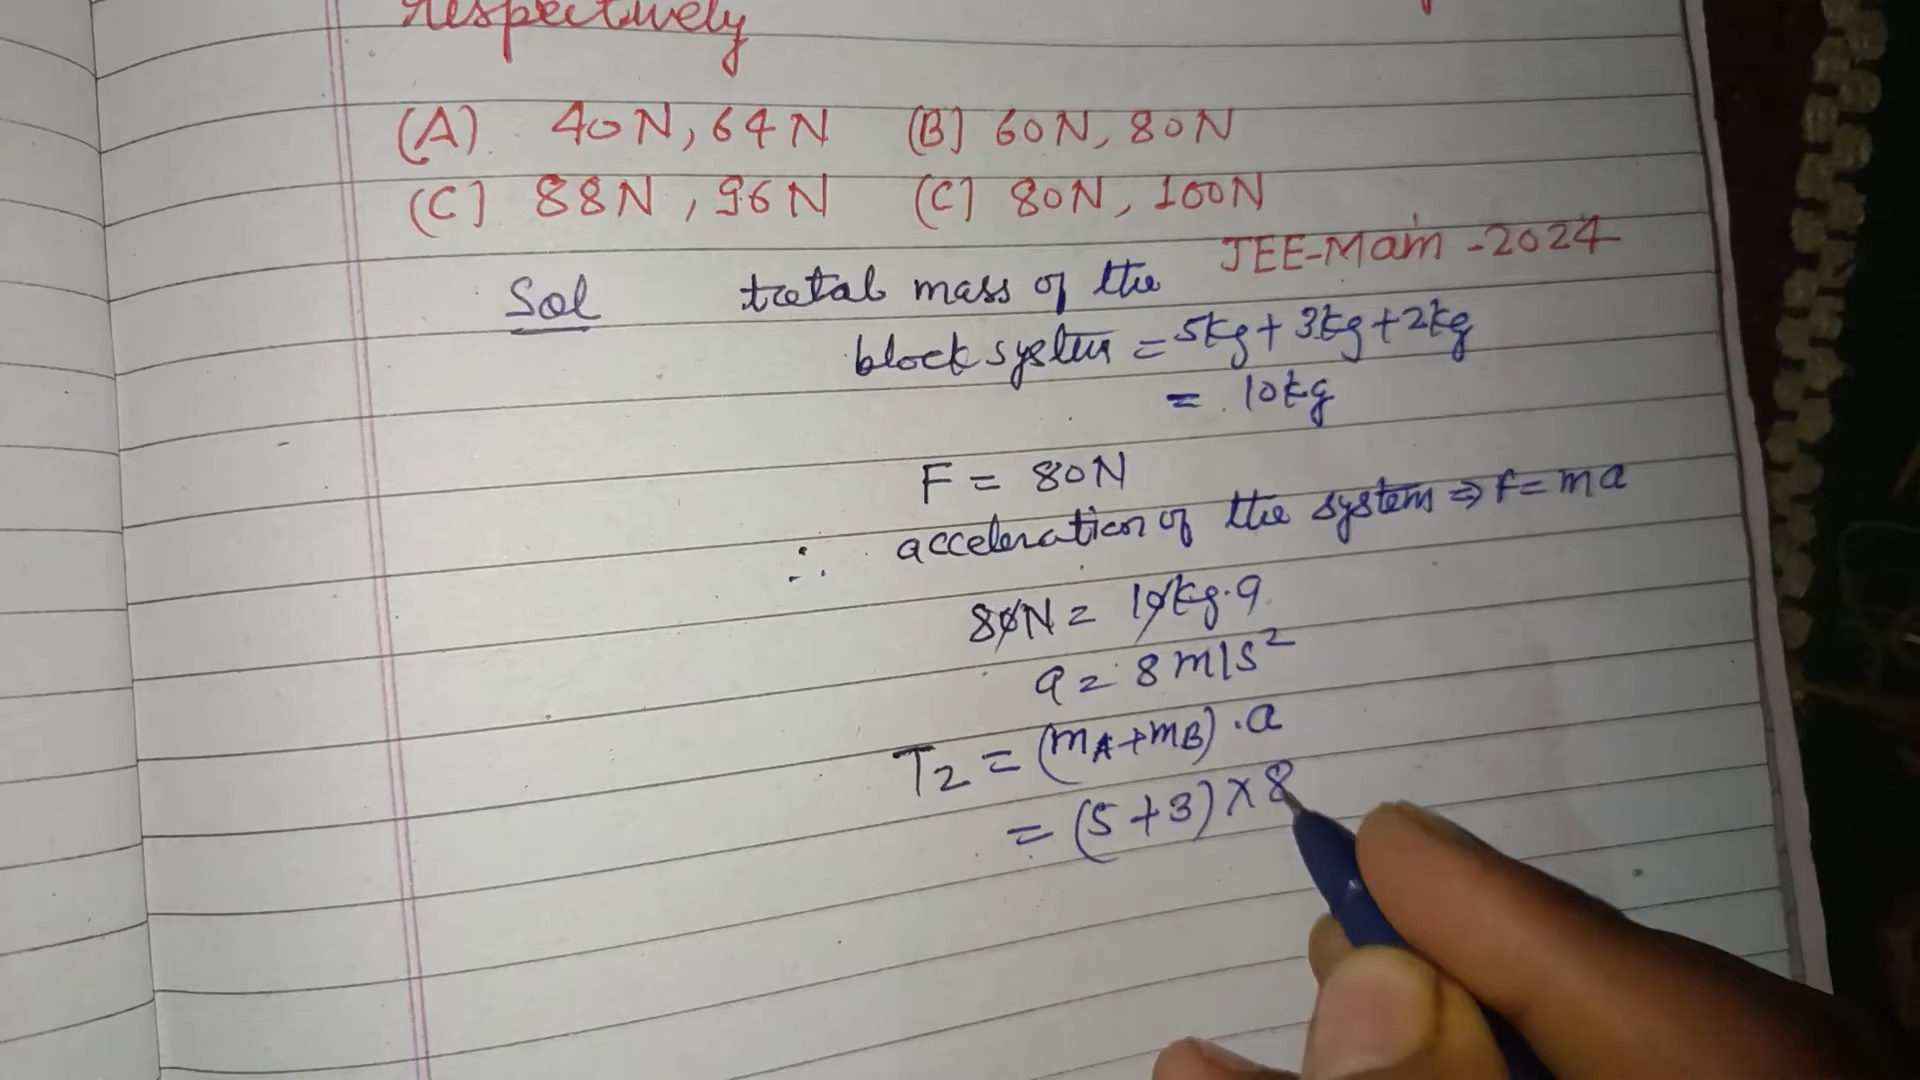 respectively
(A) 40N, 64N (B) 60N, 80N
(C) 88N, 96N (C) 80N, 100N
JEE-Main -2024
Sol total mass of the
block system = 5kg + 3kg + 2kg
= 10kg
F = 80N
∴ acceleration of the system ⇒ F = ma
80N = 10kg·a
a = 8 m/s²
T2 = (mA+mB)·a
= (5+3) × 8